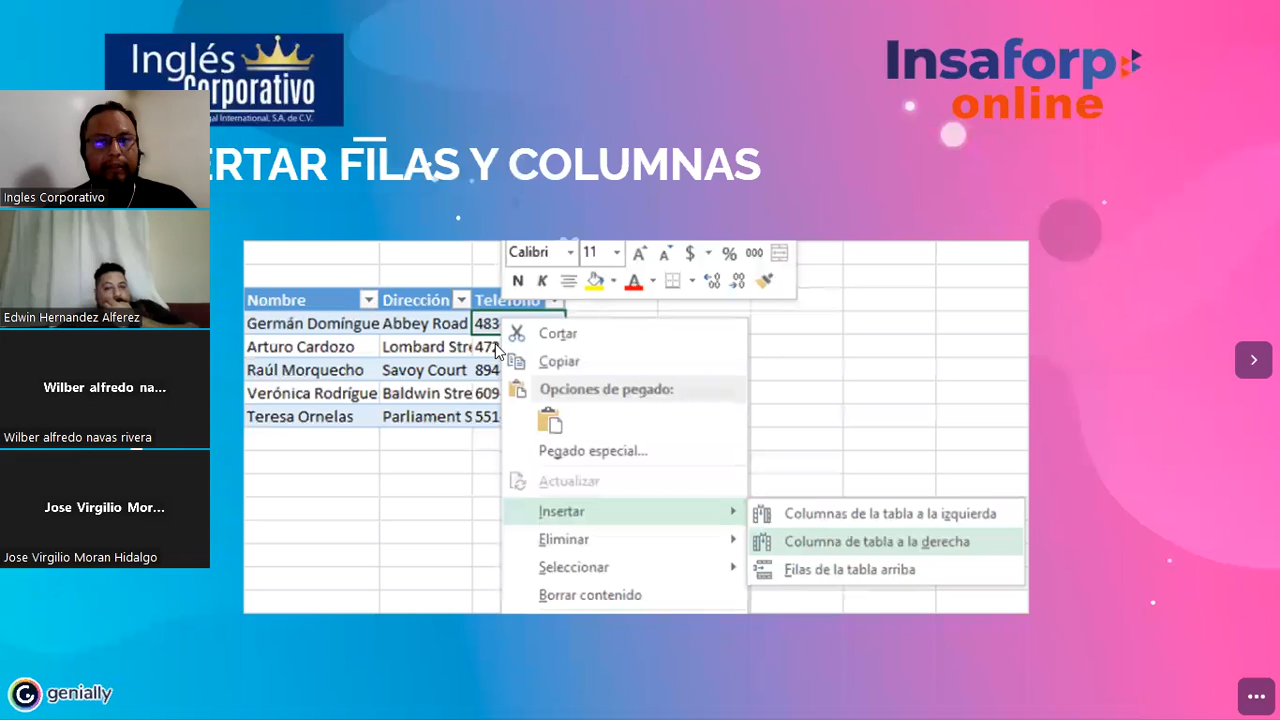 Inglés
Corporativo
gal International, S.A. de C.V.
Insaforp
online
ERTAR FILAS Y COLUMNAS
Ingles Corporativo
Edwin Hernandez Alferez
Wilber alfredo na...
Wilber alfredo navas rivera
Jose Virgilio Mor...
Jose Virgilio Moran Hidalgo
Calibri 11 A A $ % 000
N K A
Nombre Dirección Teléfono
Germán Domíngue Abbey Road 483
Arturo Cardozo Lombard Stre 47
Raúl Morquecho Savoy Court 894
Verónica Rodrígue Baldwin Stre 609
Teresa Ornelas Parliament S 551
Cortar
Copiar
Opciones de pegado:
Pegado especial...
Actualizar
Insertar
Eliminar
Seleccionar
Borrar contenido
Columnas de la tabla a la izquierda
Columna de tabla a la derecha
Filas de la tabla arriba
genially